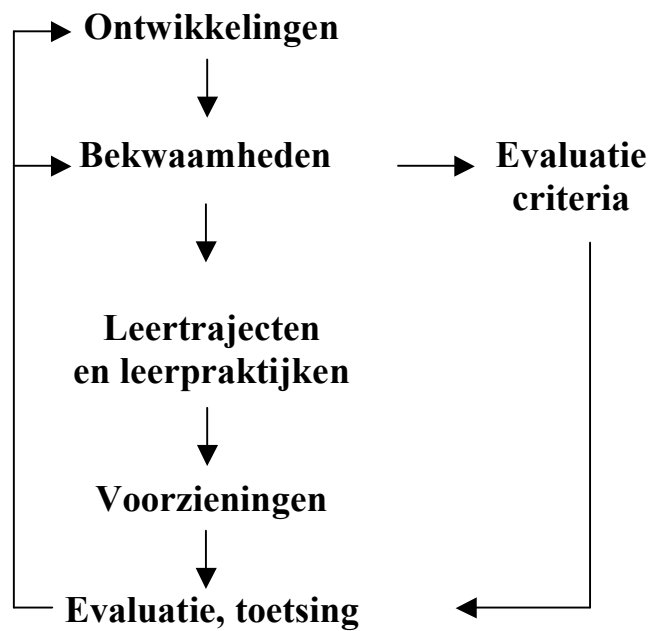 Ontwikkelingen
Bekwaamheden
Evaluatie
criteria
Leertrajecten
en leerpraktijken
Voorzieningen
Evaluatie, toetsing